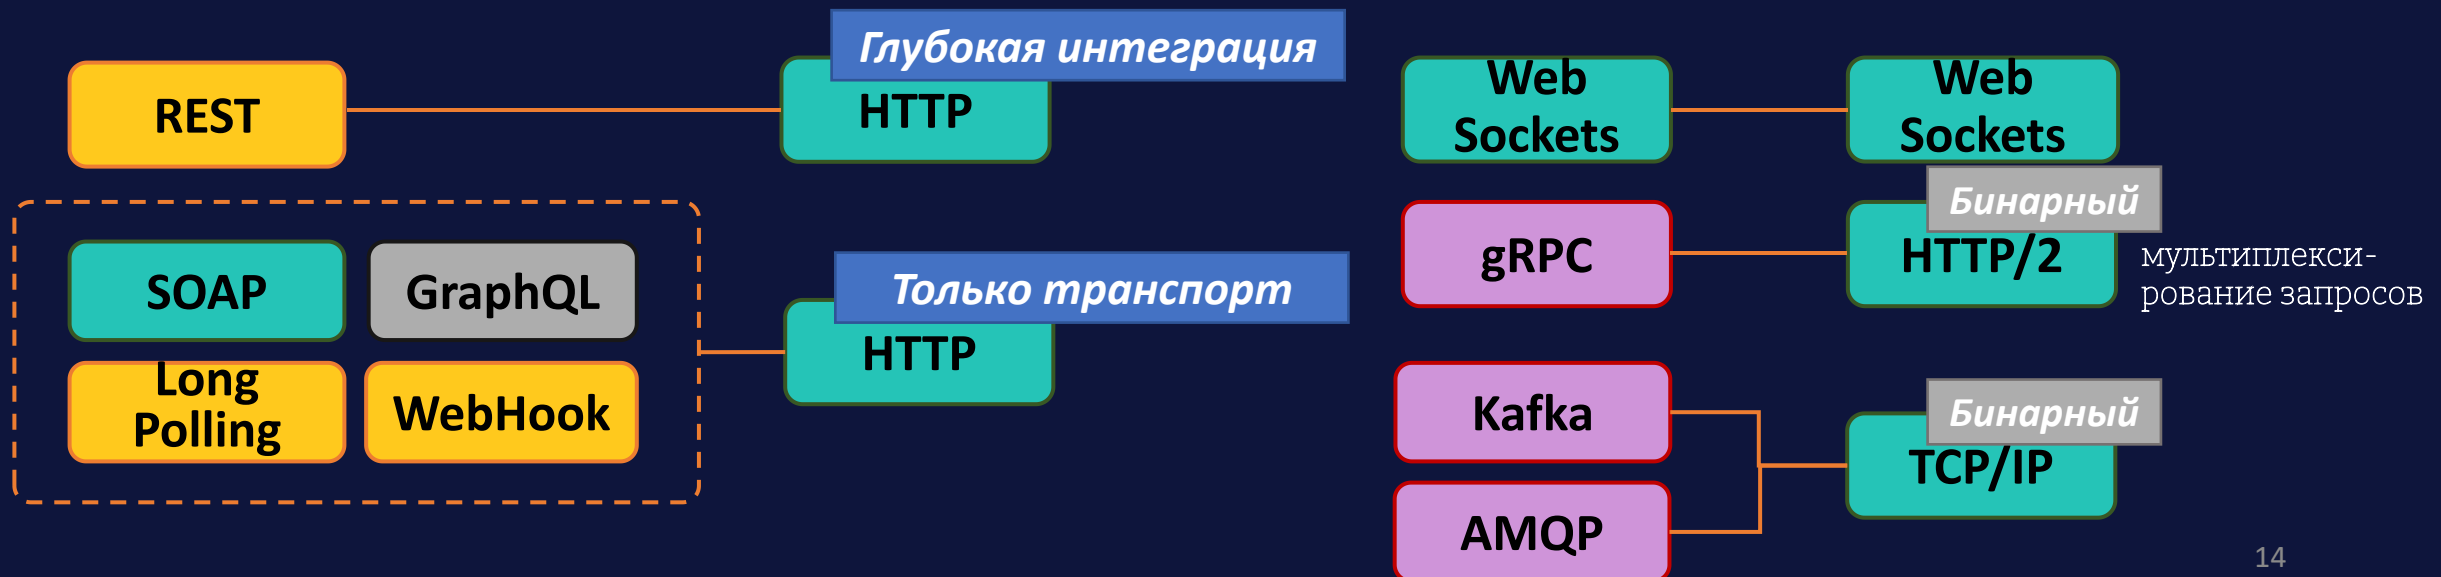 Глубокая интеграция
REST
HTTP
SOAP
GraphQL
Long
Polling
WebHook
Только транспорт
HTTP
Web
Sockets
Web
Sockets
gRPC
Бинарный
HTTP/2
мультиплекси-
рование запросов
Kafka
AMQP
Бинарный
TCP/IP
14